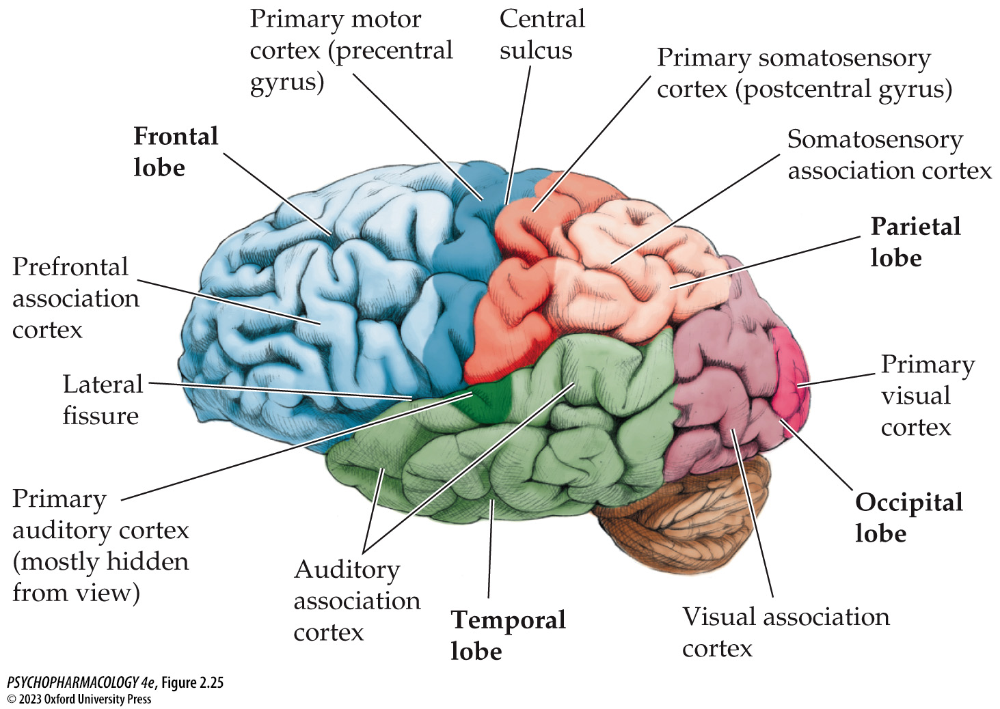 Primary motor
cortex (precentral
gyrus)
Central
sulcus
Primary somatosensory
cortex (postcentral gyrus)
Frontal
lobe
Somatosensory
association cortex
Parietal
lobe
Prefrontal
association
cortex
Lateral
fissure
Primary
visual
cortex
Primary
auditory cortex
(mostly hidden
from view)
Occipital
lobe
Auditory
association
cortex
Temporal
lobe
Visual association
cortex
PSYCHOPHARMACOLOGY 4e, Figure 2.25
© 2023 Oxford University Press